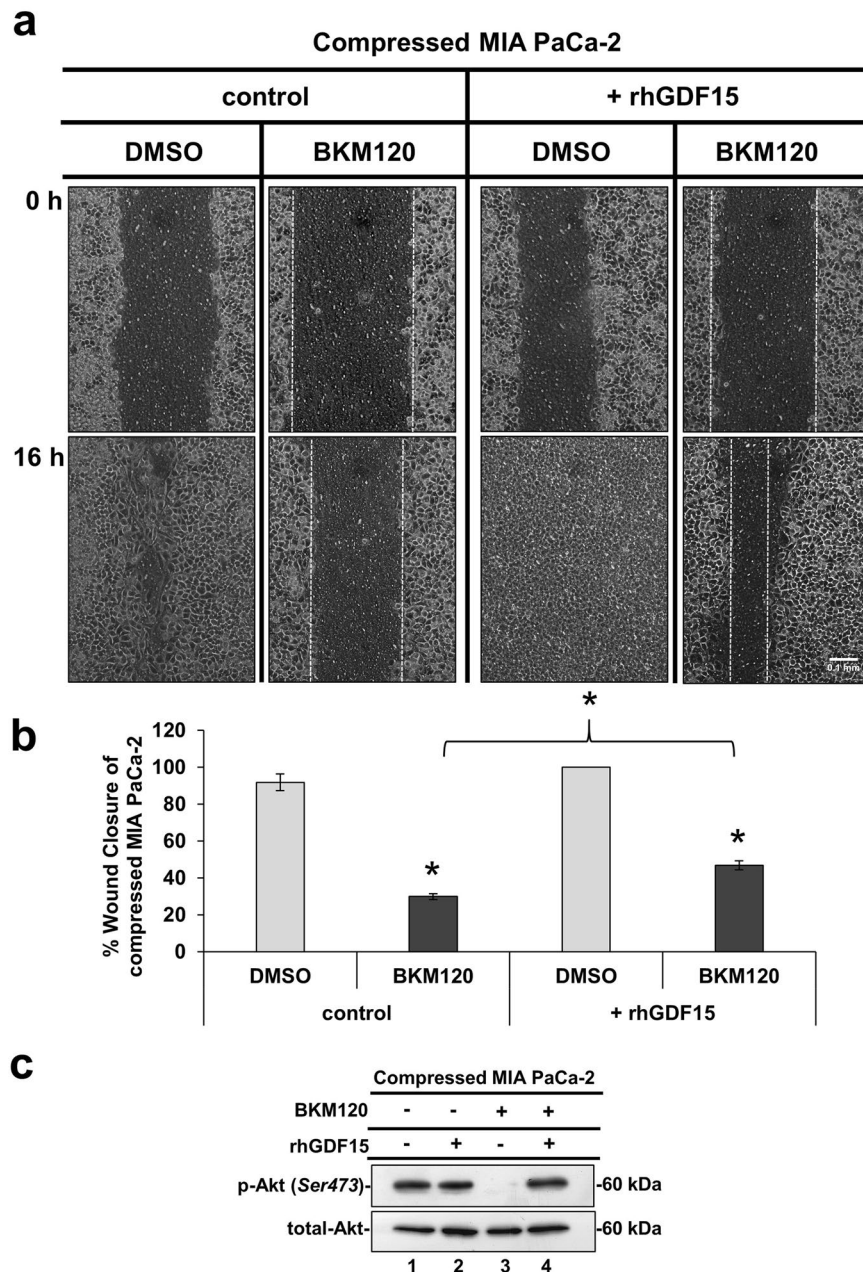 a
Compressed MIA PaCa-2
control + rhGDF15
DMSO BKM120 DMSO BKM120
0 h
16 h
0.1 mm
b
*
% Wound Closure of
compressed MIA PaCa-2
120
100
80
60
40
20
0
* *
DMSO BKM120 DMSO BKM120
control + rhGDF15
c
Compressed MIA PaCa-2
BKM120 - - + +
rhGDF15 - + - +
p-Akt (Ser473)- -60 kDa
total-Akt- -60 kDa
1 2 3 4